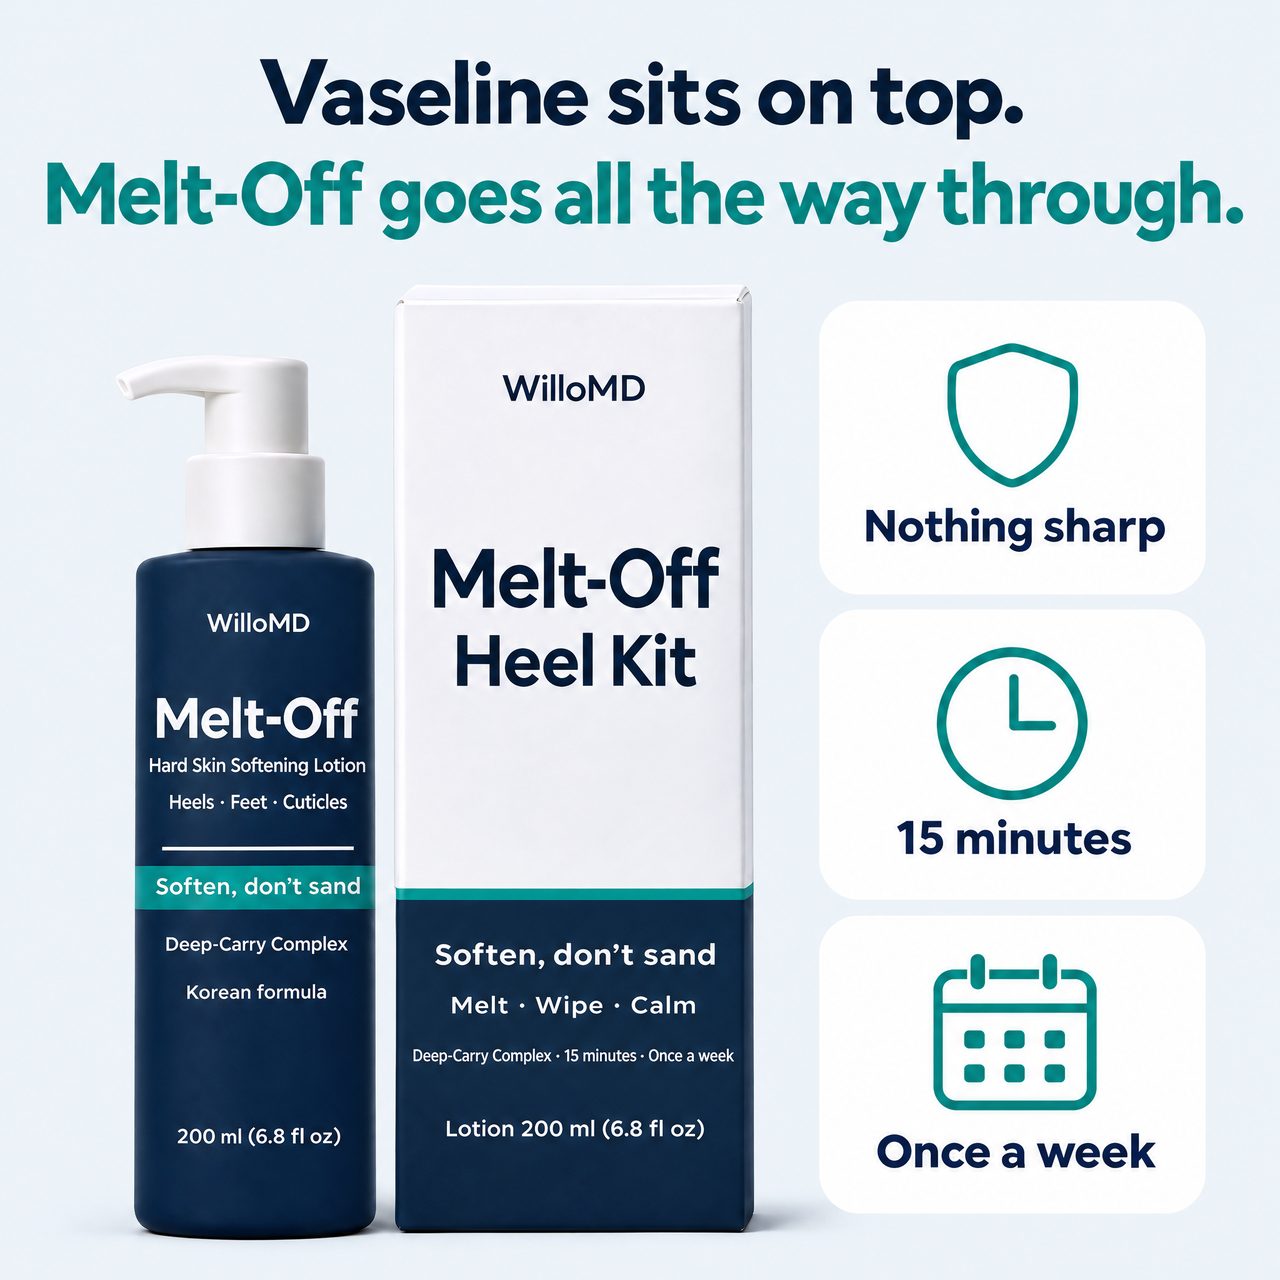 Vaseline sits on top.
Melt-Off goes all the way through.
WilloMD
Melt-Off
Hard Skin Softening Lotion
Heels · Feet · Cuticles
Soften, don't sand
Deep-Carry Complex
Korean formula
200 ml (6.8 fl oz)
WilloMD
Melt-Off
Heel Kit
Soften, don't sand
Melt · Wipe · Calm
Deep-Carry Complex · 15 minutes · Once a week
Lotion 200 ml (6.8 fl oz)
Nothing sharp
15 minutes
Once a week